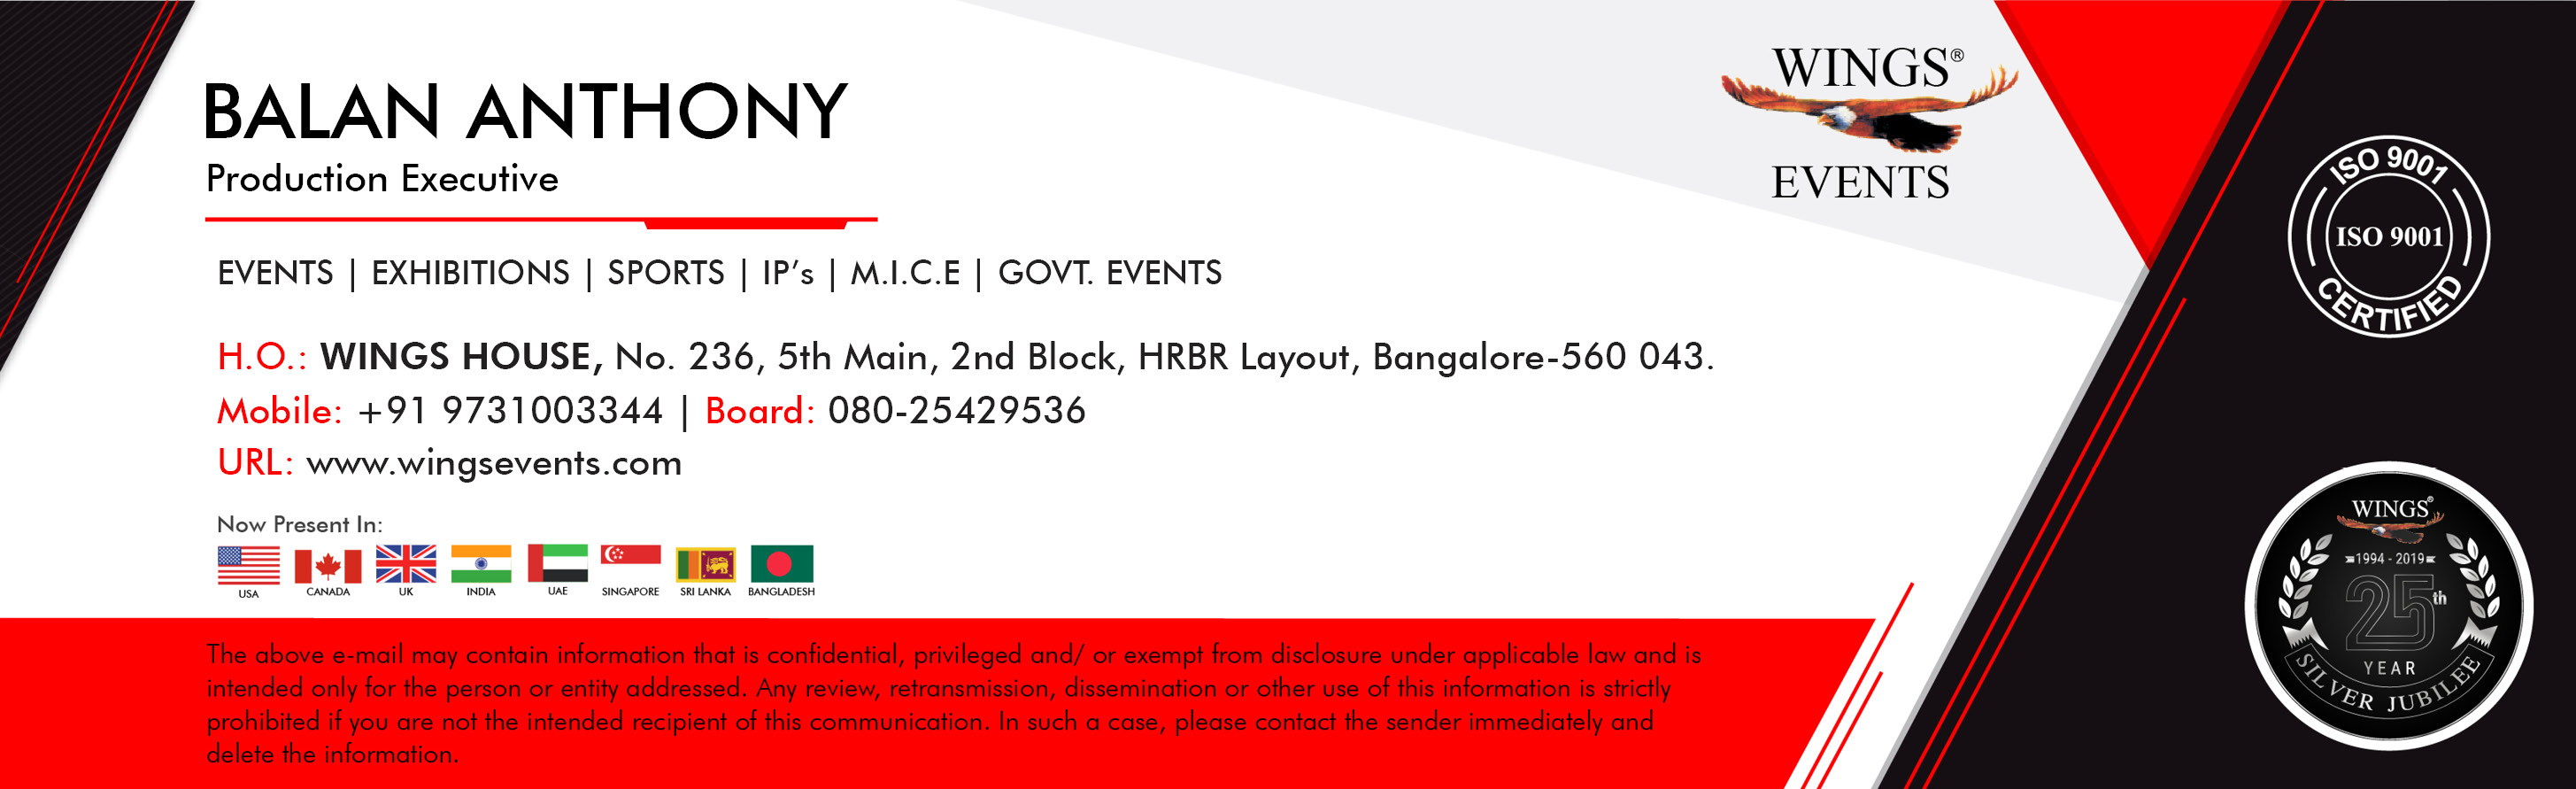 BALAN ANTHONY
Production Executive
EVENTS | EXHIBITIONS | SPORTS | IP’s | M.I.C.E | GOVT. EVENTS
H.O.: WINGS HOUSE, No. 236, 5th Main, 2nd Block, HRBR Layout, Bangalore-560 043.
Mobile: +91 9731003344 | Board: 080-25429536
URL: www.wingsevents.com
Now Present In:
USA CANADA UK INDIA UAE SINGAPORE SRI LANKA BANGLADESH
The above e-mail may contain information that is confidential, privileged and/ or exempt from disclosure under applicable law and is
intended only for the person or entity addressed. Any review, retransmission, dissemination or other use of this information is strictly
prohibited if you are not the intended recipient of this communication. In such a case, please contact the sender immediately and
delete the information.
WINGS®
EVENTS
ISO 9001
ISO 9001
CERTIFIED
WINGS®
1994 - 2019
25th
YEAR
SILVER JUBILEE